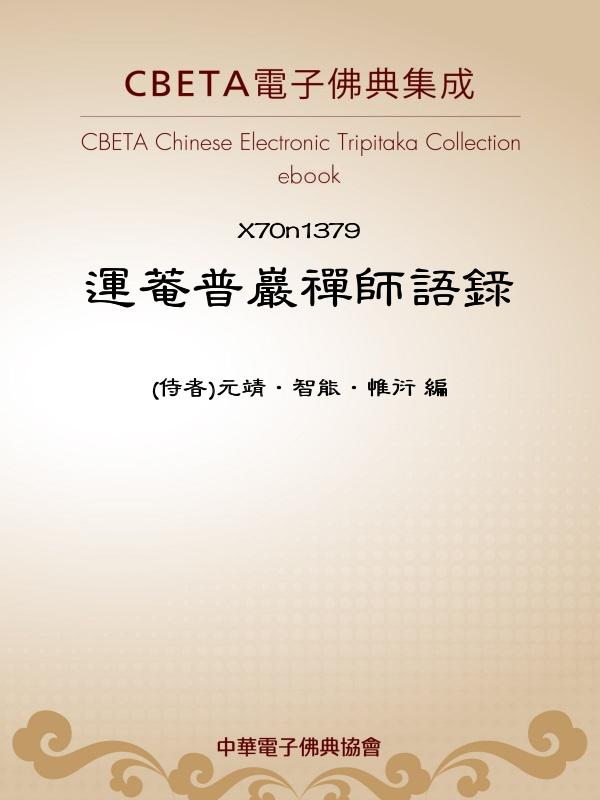 CBETA電子佛典集成
CBETA Chinese Electronic Tripitaka Collection
ebook
X70n1379
運菴普巖禪師語錄
(侍者)元靖．智能．惟衍 編
中華電子佛典協會